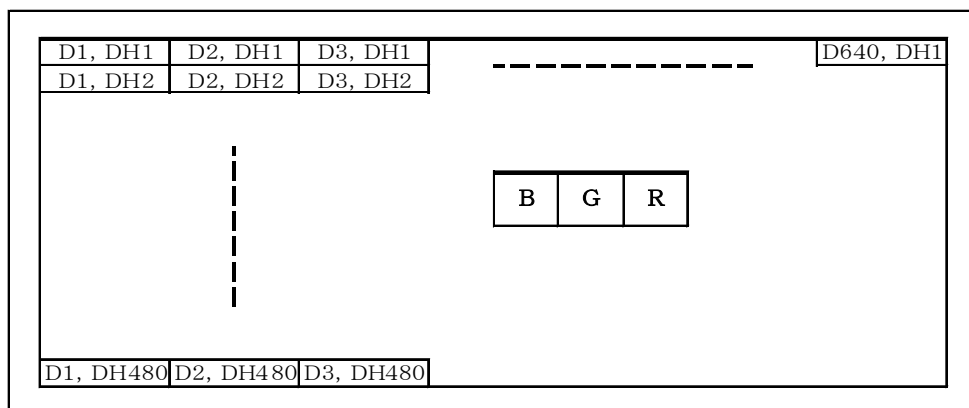 D1, DH1 D2, DH1 D3, DH1 D640, DH1
D1, DH2 D2, DH2 D3, DH2
B G R
D1, DH480 D2, DH480 D3, DH480